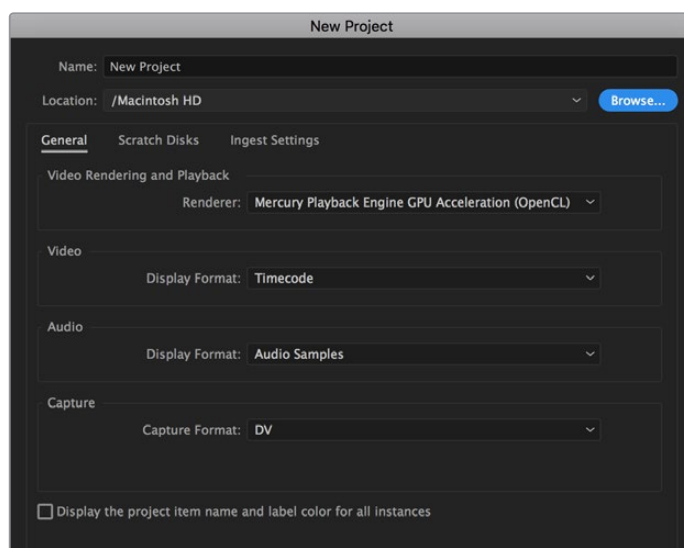 New Project
Name: New Project
Location: /Macintosh HD Browse...
General Scratch Disks Ingest Settings
Video Rendering and Playback
Renderer: Mercury Playback Engine GPU Acceleration (OpenCL)
Video
Display Format: Timecode
Audio
Display Format: Audio Samples
Capture
Capture Format: DV
Display the project item name and label color for all instances